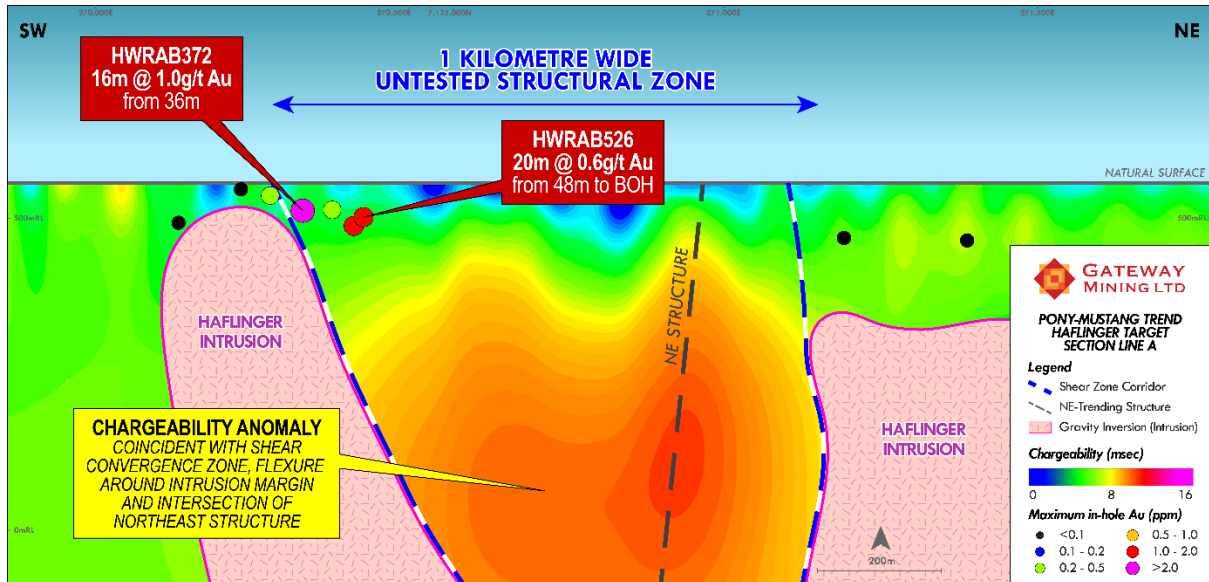 270,000E
270,500E
7,133,000N
271,000E
271,500E
SW
NE
HWRAB372
16m @ 1.0g/t Au
from 36m
1 KILOMETRE WIDE
UNTESTED STRUCTURAL ZONE
HWRAB526
20m @ 0.6g/t Au
from 48m to BOH
NATURAL SURFACE
500mRL
500mRL
NE STRUCTURE
HAFLINGER
INTRUSION
HAFLINGER
INTRUSION
CHARGEABILITY ANOMALY
COINCIDENT WITH SHEAR
CONVERGENCE ZONE, FLEXURE
AROUND INTRUSION MARGIN
AND INTERSECTION OF
NORTHEAST STRUCTURE
0mRL
200m
GATEWAY
MINING LTD
PONY-MUSTANG TREND
HAFLINGER TARGET
SECTION LINE A
Legend
Shear Zone Corridor
NE-Trending Structure
Gravity Inversion (Intrusion)
Chargeability (msec)
0 8 16
Maximum in-hole Au (ppm)
<0.1 0.5 - 1.0
0.1 - 0.2 1.0 - 2.0
0.2 - 0.5 >2.0